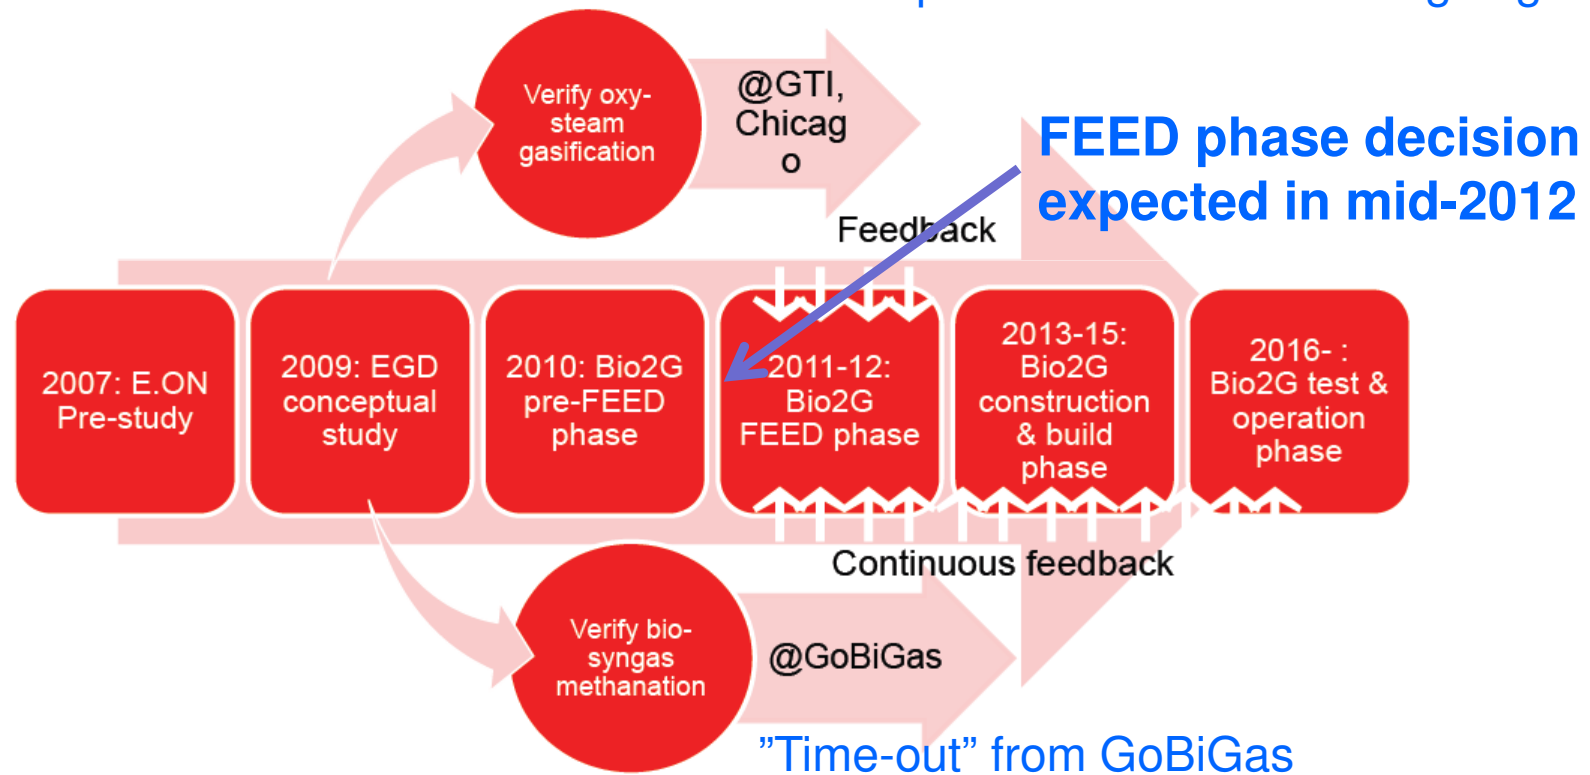 Verify oxy-
steam
gasification
@GTI,
Chicag
o
FEED phase decision
expected in mid-2012
Feedback
2007: E.ON
Pre-study
2009: EGD
conceptual
study
2010: Bio2G
pre-FEED
phase
2011-12:
Bio2G
FEED phase
2013-15:
Bio2G
construction
& build
phase
2016- :
Bio2G test &
operation
phase
Continuous feedback
Verify bio-
syngas
methanation
@GoBiGas
”Time-out” from GoBiGas